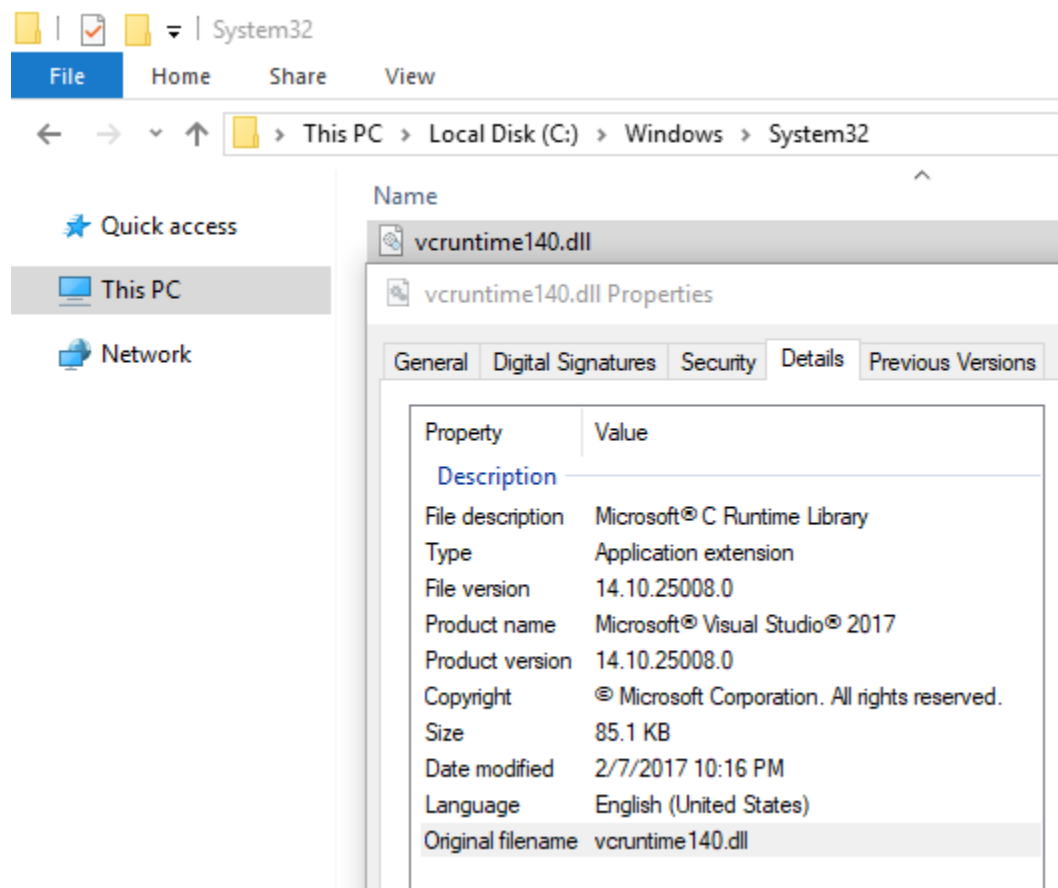 System32
File Home Share View
This PC > Local Disk (C:) > Windows > System32
Name
Quick access
vcruntime140.dll
This PC
vcruntime140.dll Properties
Network
General Digital Signatures Security Details Previous Versions
Property Value
Description
File description Microsoft® C Runtime Library
Type Application extension
File version 14.10.25008.0
Product name Microsoft® Visual Studio® 2017
Product version 14.10.25008.0
Copyright © Microsoft Corporation. All rights reserved.
Size 85.1 KB
Date modified 2/7/2017 10:16 PM
Language English (United States)
Original filename vcruntime140.dll